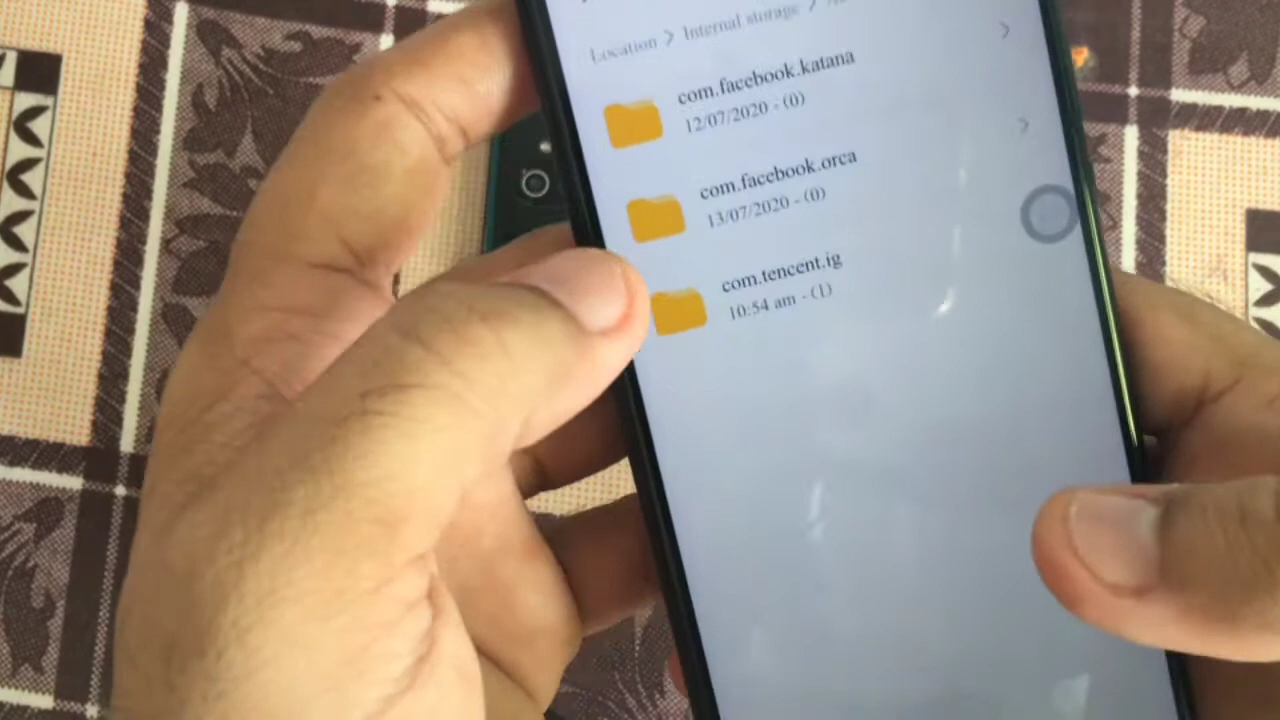 Location > Internal storage >
com.facebook.katana
12/07/2020 - (0)
com.facebook.orca
13/07/2020 - (0)
com.tencent.ig
10:54 am - (1)